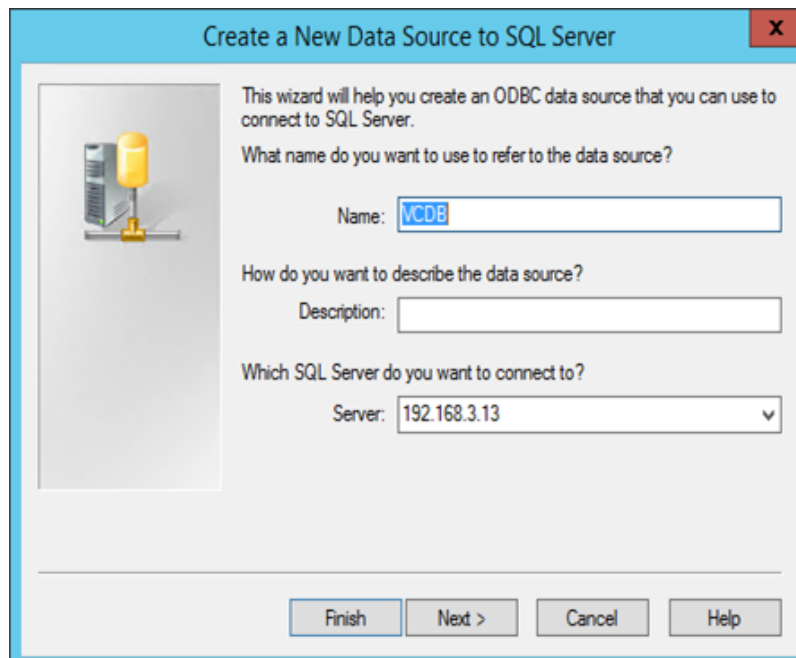 Create a New Data Source to SQL Server
x
This wizard will help you create an ODBC data source that you can use to
connect to SQL Server.
What name do you want to use to refer to the data source?
Name: VCDB
How do you want to describe the data source?
Description:
Which SQL Server do you want to connect to?
Server: 192.168.3.13
Finish Next > Cancel Help